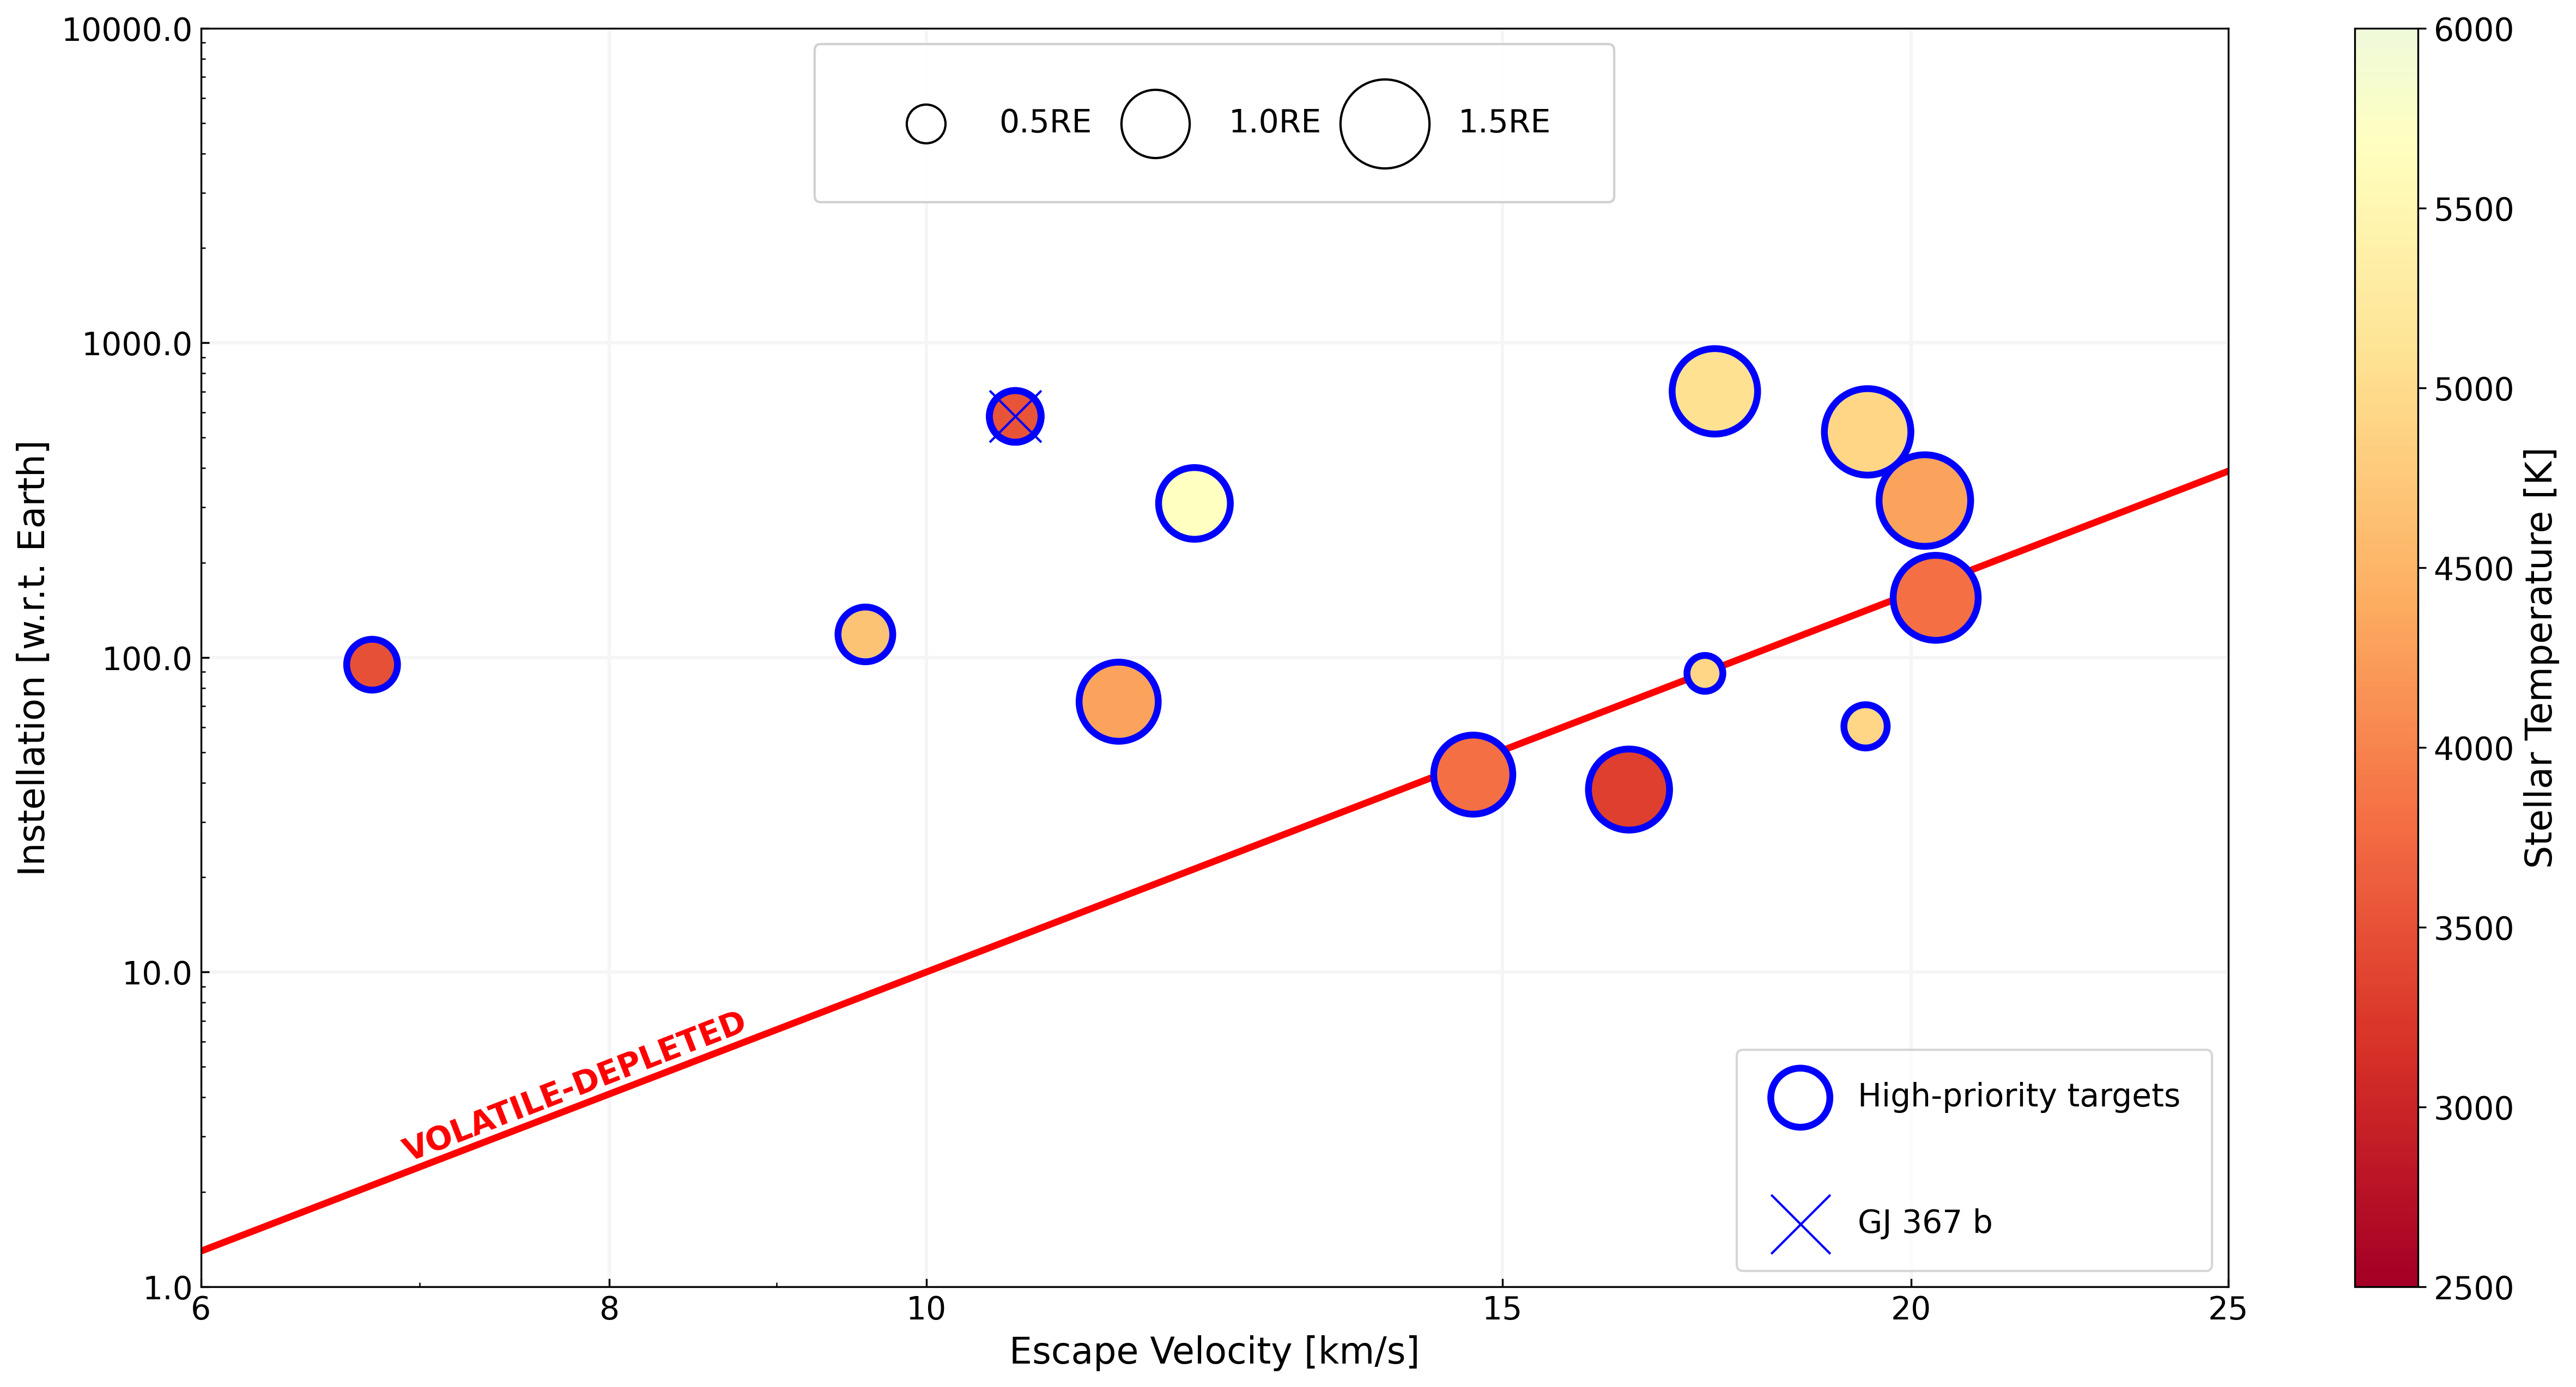 10000.0
1000.0
100.0
10.0
1.0
Instellation [w.r.t. Earth]
0.5RE
1.0RE
1.5RE
VOLATILE-DEPLETED
High-priority targets
GJ 367 b
6
8
10
15
20
25
Escape Velocity [km/s]
6000
5500
5000
4500
4000
3500
3000
2500
Stellar Temperature [K]